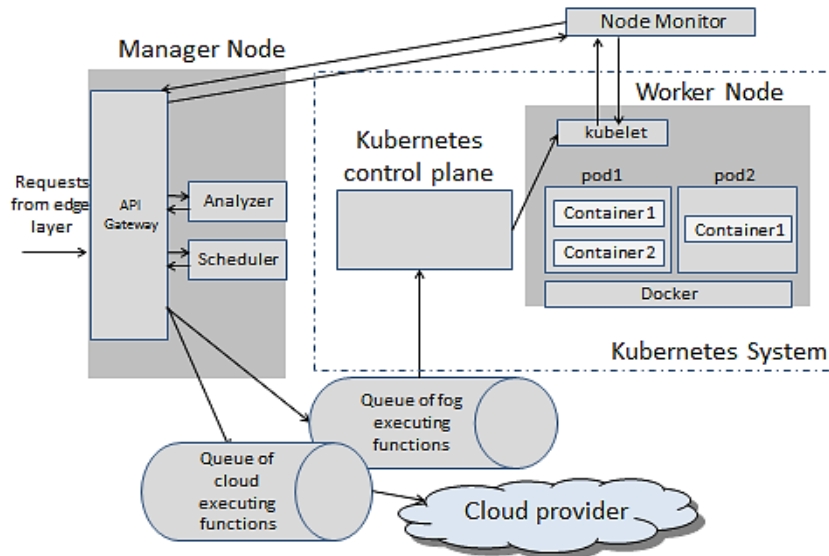 Node Monitor
Manager Node
Worker Node
kubelet
Kubernetes
control plane
pod1
pod2
Requests
from edge
layer
API
Gateway
Analyzer
Scheduler
Container1
Container2
Container1
Docker
Kubernetes System
Queue of fog
executing
functions
Queue of
cloud
executing
functions
Cloud provider